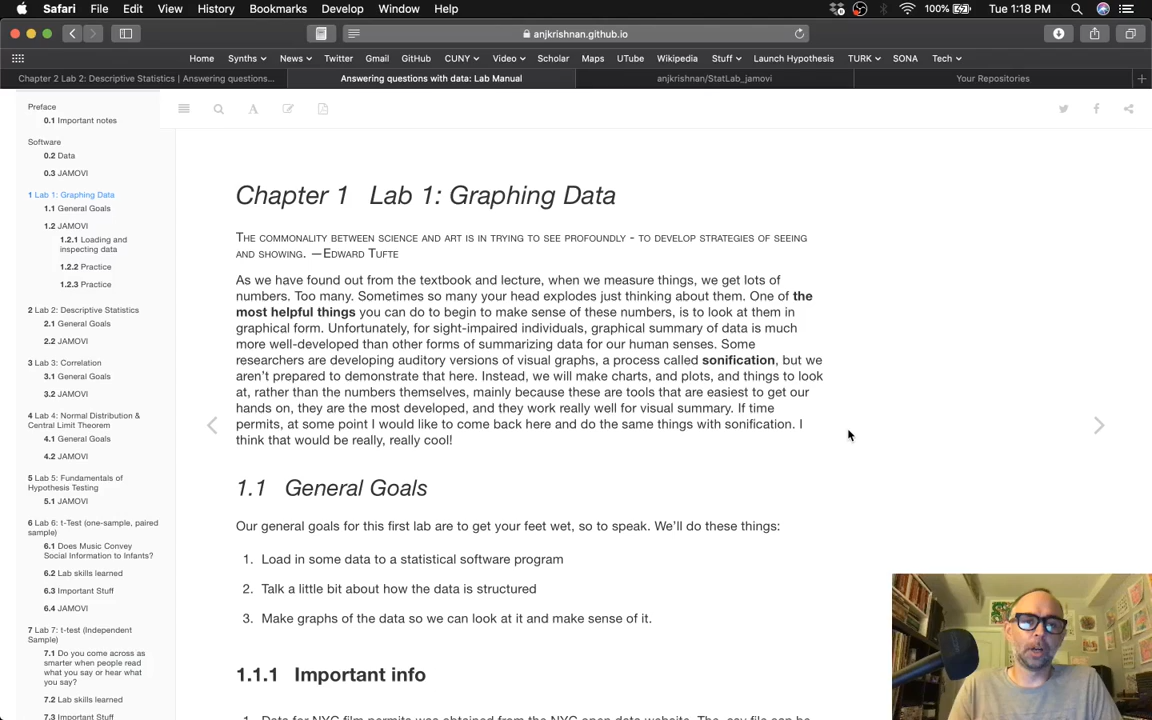 Safari File Edit View History Bookmarks Develop Window Help 100% Tue 1:18 PM
anjkrishnan.github.io
Home Synths News Twitter Gmail GitHub CUNY Video Scholar Maps UTube Wikipedia Stuff Launch Hypothesis TURK SONA Tech
Chapter 2 Lab 2: Descriptive Statistics | Answering questions... Answering questions with data: Lab Manual anjkrishnan/StatLab_jamovi Your Repositories
Preface
0.1 Important notes
Software
0.2 Data
0.3 JAMOVI
1 Lab 1: Graphing Data
1.1 General Goals
1.2 JAMOVI
1.2.1 Loading and
inspecting data
1.2.2 Practice
1.2.3 Practice
2 Lab 2: Descriptive Statistics
2.1 General Goals
2.2 JAMOVI
3 Lab 3: Correlation
3.1 General Goals
3.2 JAMOVI
4 Lab 4: Normal Distribution &
Central Limit Theorem
4.1 General Goals
4.2 JAMOVI
5 Lab 5: Fundamentals of
Hypothesis Testing
5.1 JAMOVI
6 Lab 6: t-Test (one-sample, paired
sample)
6.1 Does Music Convey
Social Information to Infants?
6.2 Lab skills learned
6.3 Important Stuff
6.4 JAMOVI
7 Lab 7: t-test (Independent
Sample)
7.1 Do you come across as
smarter when people read
what you say or hear what
you say?
7.2 Lab skills learned
7.3 Important Stuff
Chapter 1 Lab 1: Graphing Data
The commonality between science and art is in trying to see profoundly - to develop strategies of seeing
and showing. —Edward Tufte
As we have found out from the textbook and lecture, when we measure things, we get lots of
numbers. Too many. Sometimes so many your head explodes just thinking about them. One of the
most helpful things you can do to begin to make sense of these numbers, is to look at them in
graphical form. Unfortunately, for sight-impaired individuals, graphical summary of data is much
more well-developed than other forms of summarizing data for our human senses. Some
researchers are developing auditory versions of visual graphs, a process called sonification, but we
aren't prepared to demonstrate that here. Instead, we will make charts, and plots, and things to look
at, rather than the numbers themselves, mainly because these are tools that are easiest to get our
hands on, they are the most developed, and they work really well for visual summary. If time
permits, at some point I would like to come back here and do the same things with sonification. I
think that would be really, really cool!
1.1 General Goals
Our general goals for this first lab are to get your feet wet, so to speak. We'll do these things:
1. Load in some data to a statistical software program
2. Talk a little bit about how the data is structured
3. Make graphs of the data so we can look at it and make sense of it.
1.1.1 Important info
1. Data for NYC film permits was obtained from the NYC open data website. The .csv file can be